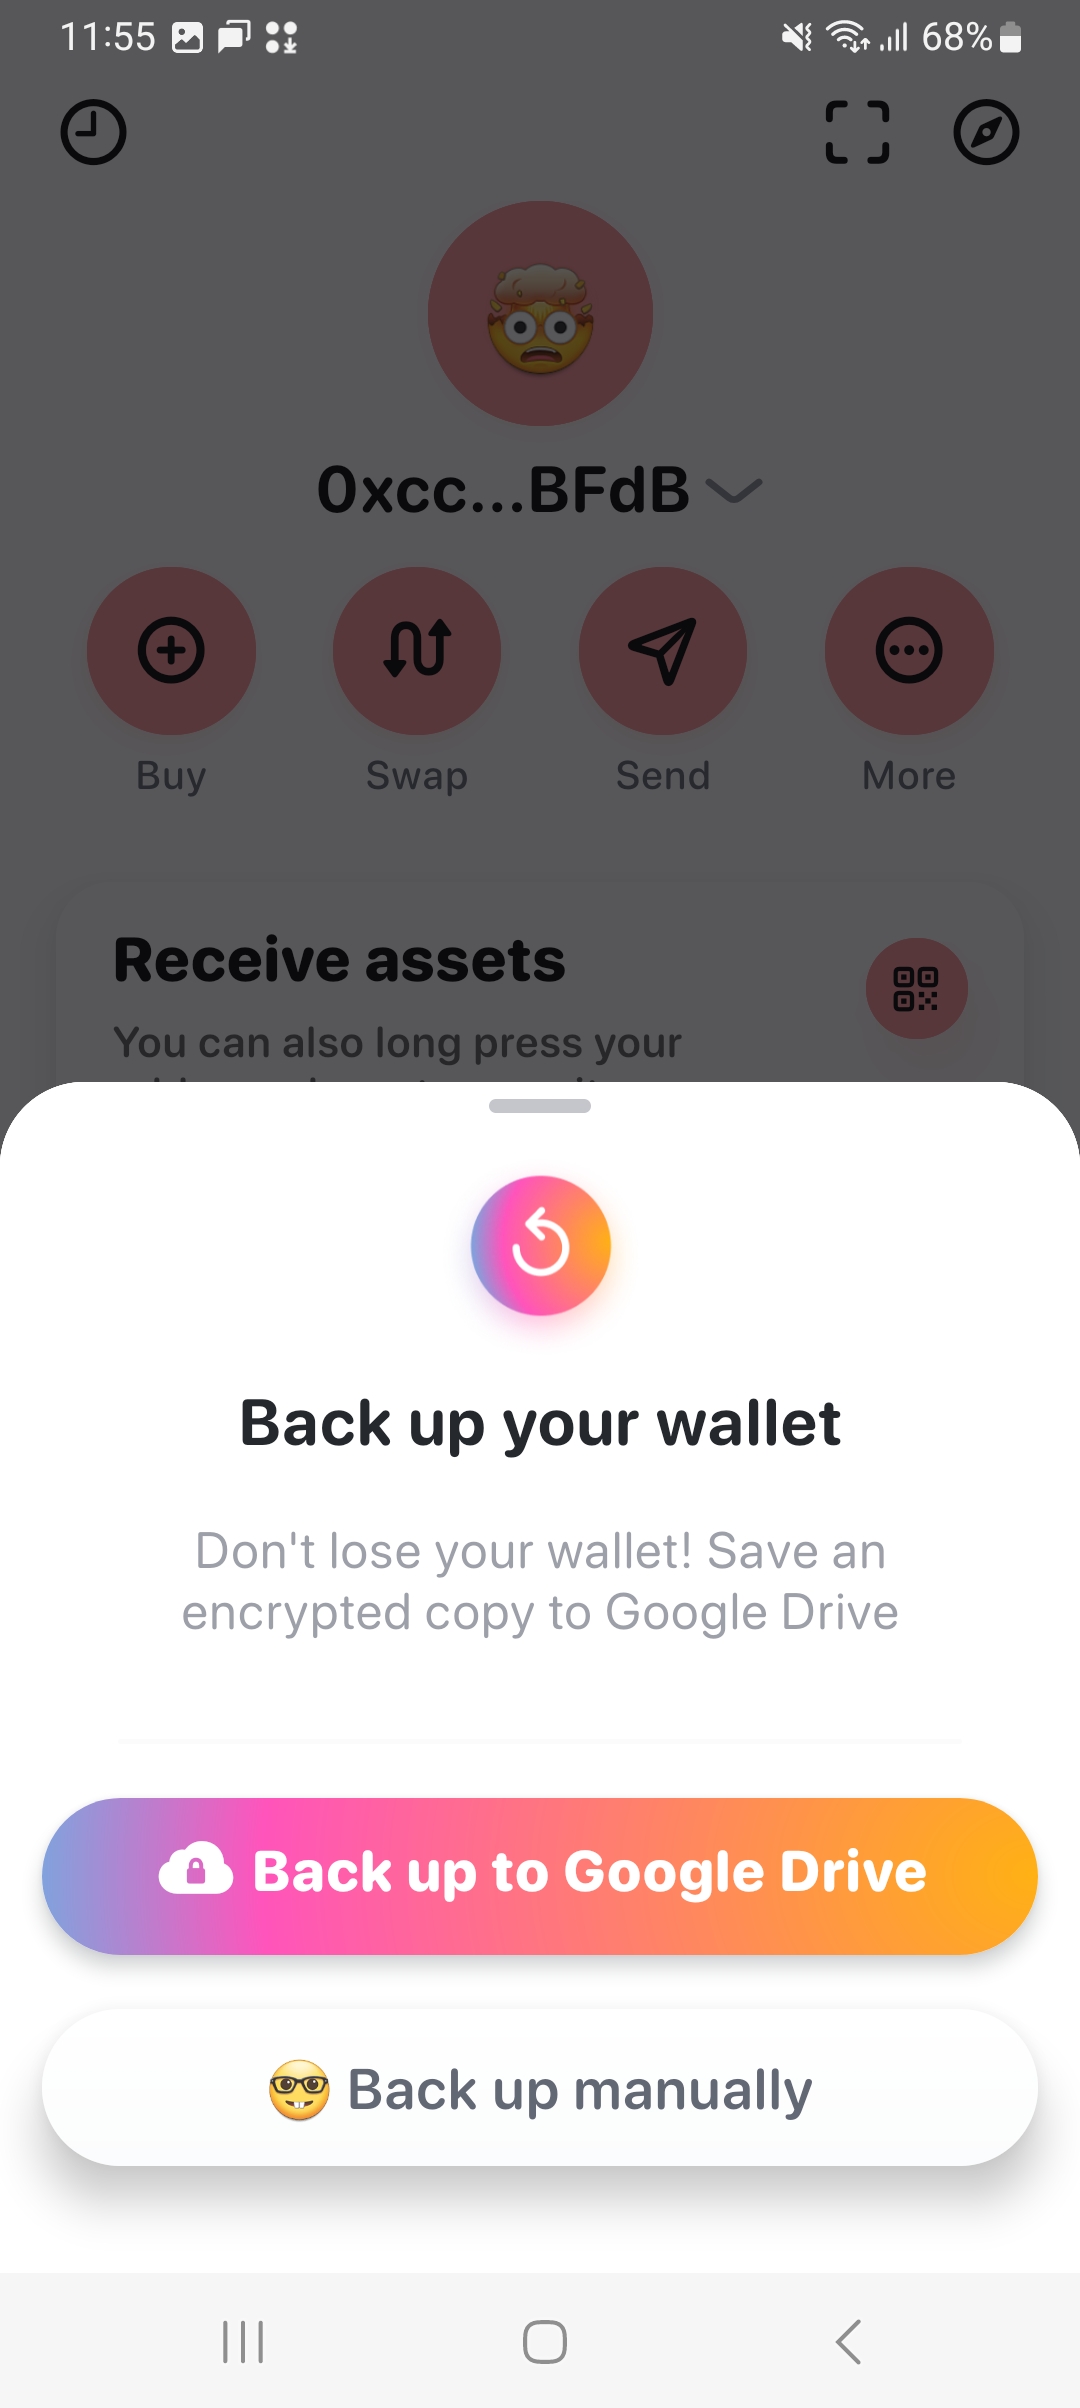 11:55
68%
0xcc...BFdB
Buy
Swap
Send
More
Receive assets
You can also long press your
Back up your wallet
Don't lose your wallet! Save an
encrypted copy to Google Drive
Back up to Google Drive
Back up manually